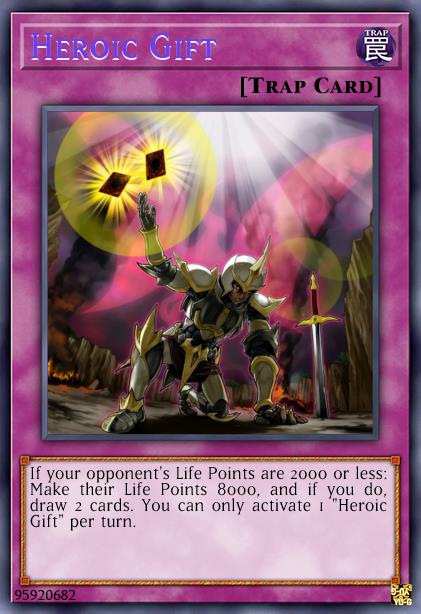 Heroic Gift
TRAP
罠
[Trap Card]
If your opponent's Life Points are 2000 or less:
Make their Life Points 8000, and if you do,
draw 2 cards. You can only activate 1 "Heroic
Gift" per turn.
95920682